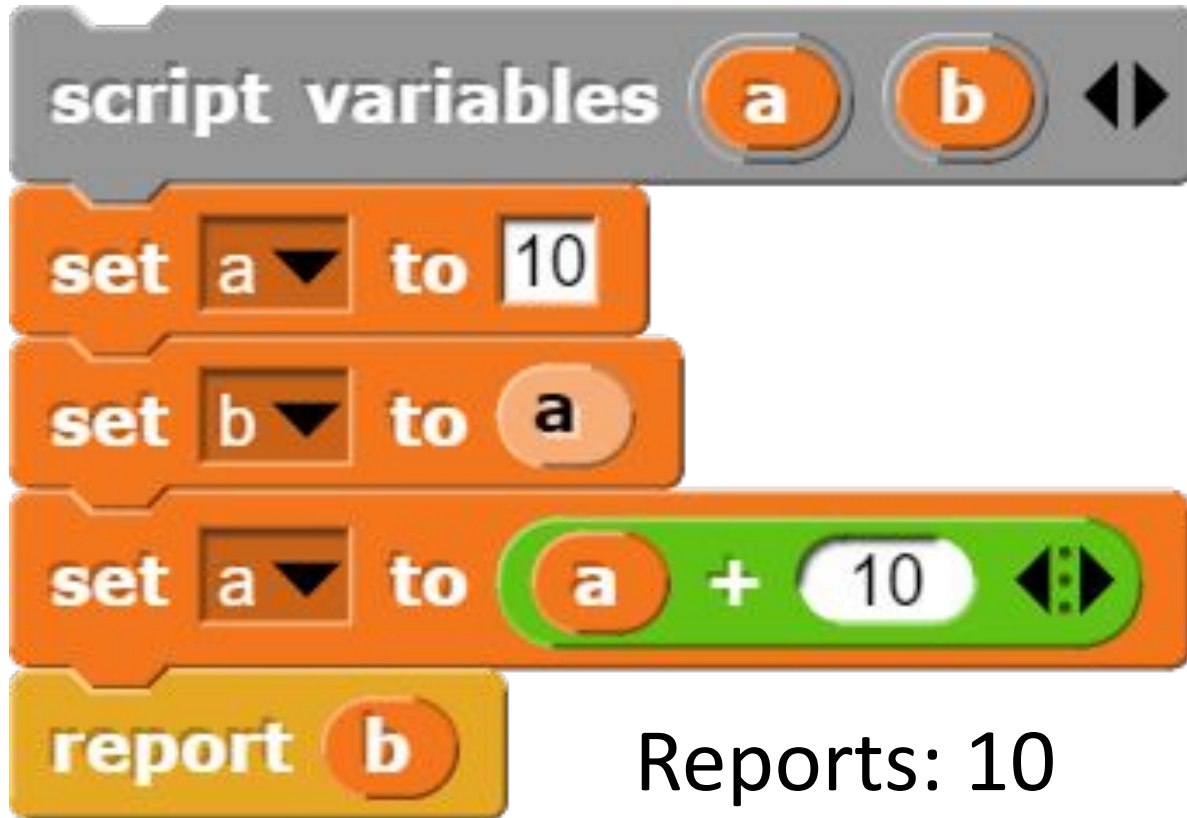 script variables a b
set a to 10
set b to a
set a to a + 10
report b
Reports: 10